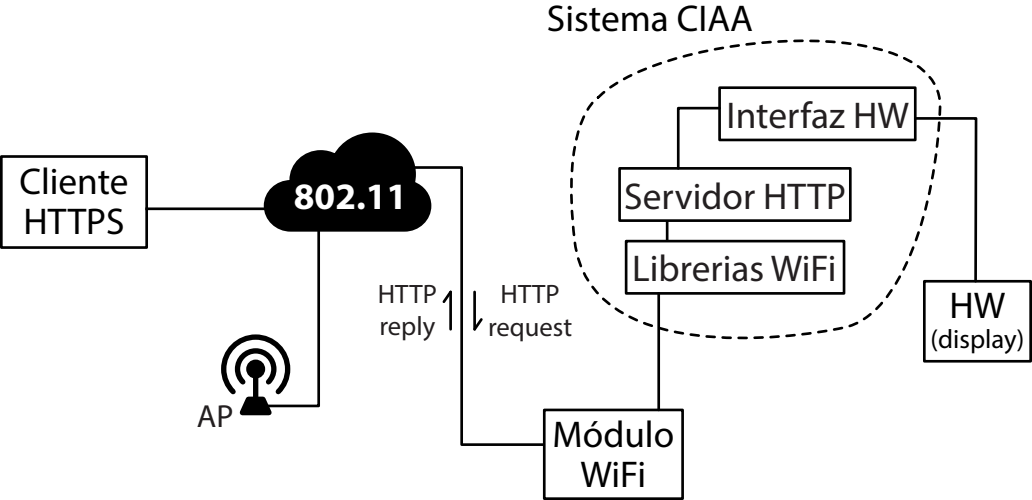 Sistema CIAA
Interfaz HW
Cliente
HTTPS
802.11
Servidor HTTP
Librerias WiFi
HTTP
reply
HTTP
request
HW
(display)
AP
Módulo
WiFi